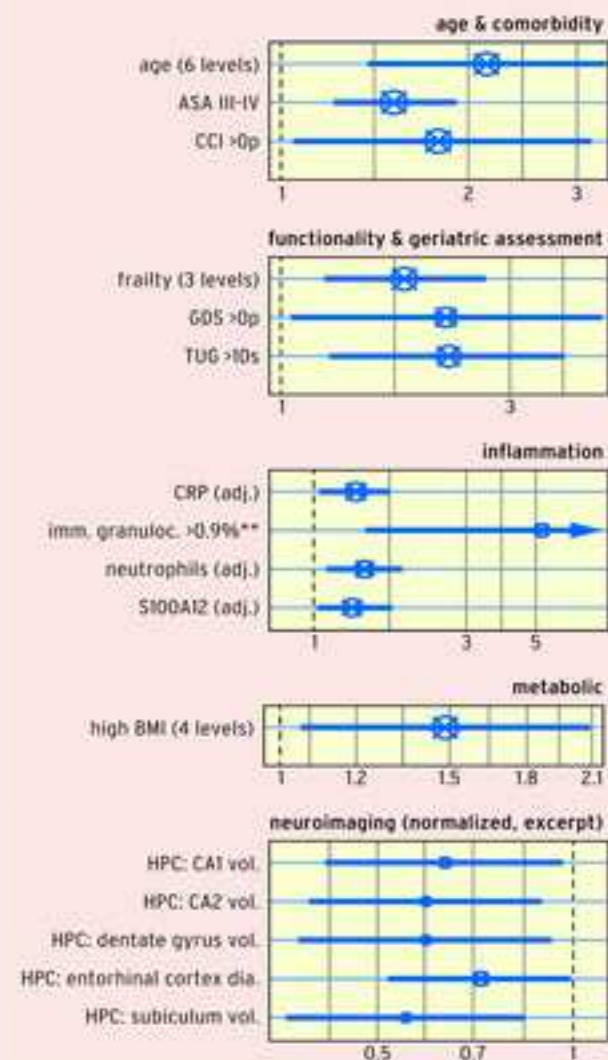 age & comorbidity
age (6 levels)
ASA III-IV
CCI >0p
1 2 3
functionality & geriatric assessment
frailty (3 levels)
GDS >0p
TUG >10s
1 3
inflammation
CRP (adj.)
imm. granuloc. >0.9%**
neutrophils (adj.)
S100A12 (adj.)
1 3 5
metabolic
high BMI (4 levels)
1 1.2 1.5 1.8 2.1
neuroimaging (normalized, excerpt)
HPC: CA1 vol.
HPC: CA2 vol.
HPC: dentate gyrus vol.
HPC: entorhinal cortex dia.
HPC: subiculum vol.
0.5 0.7 1